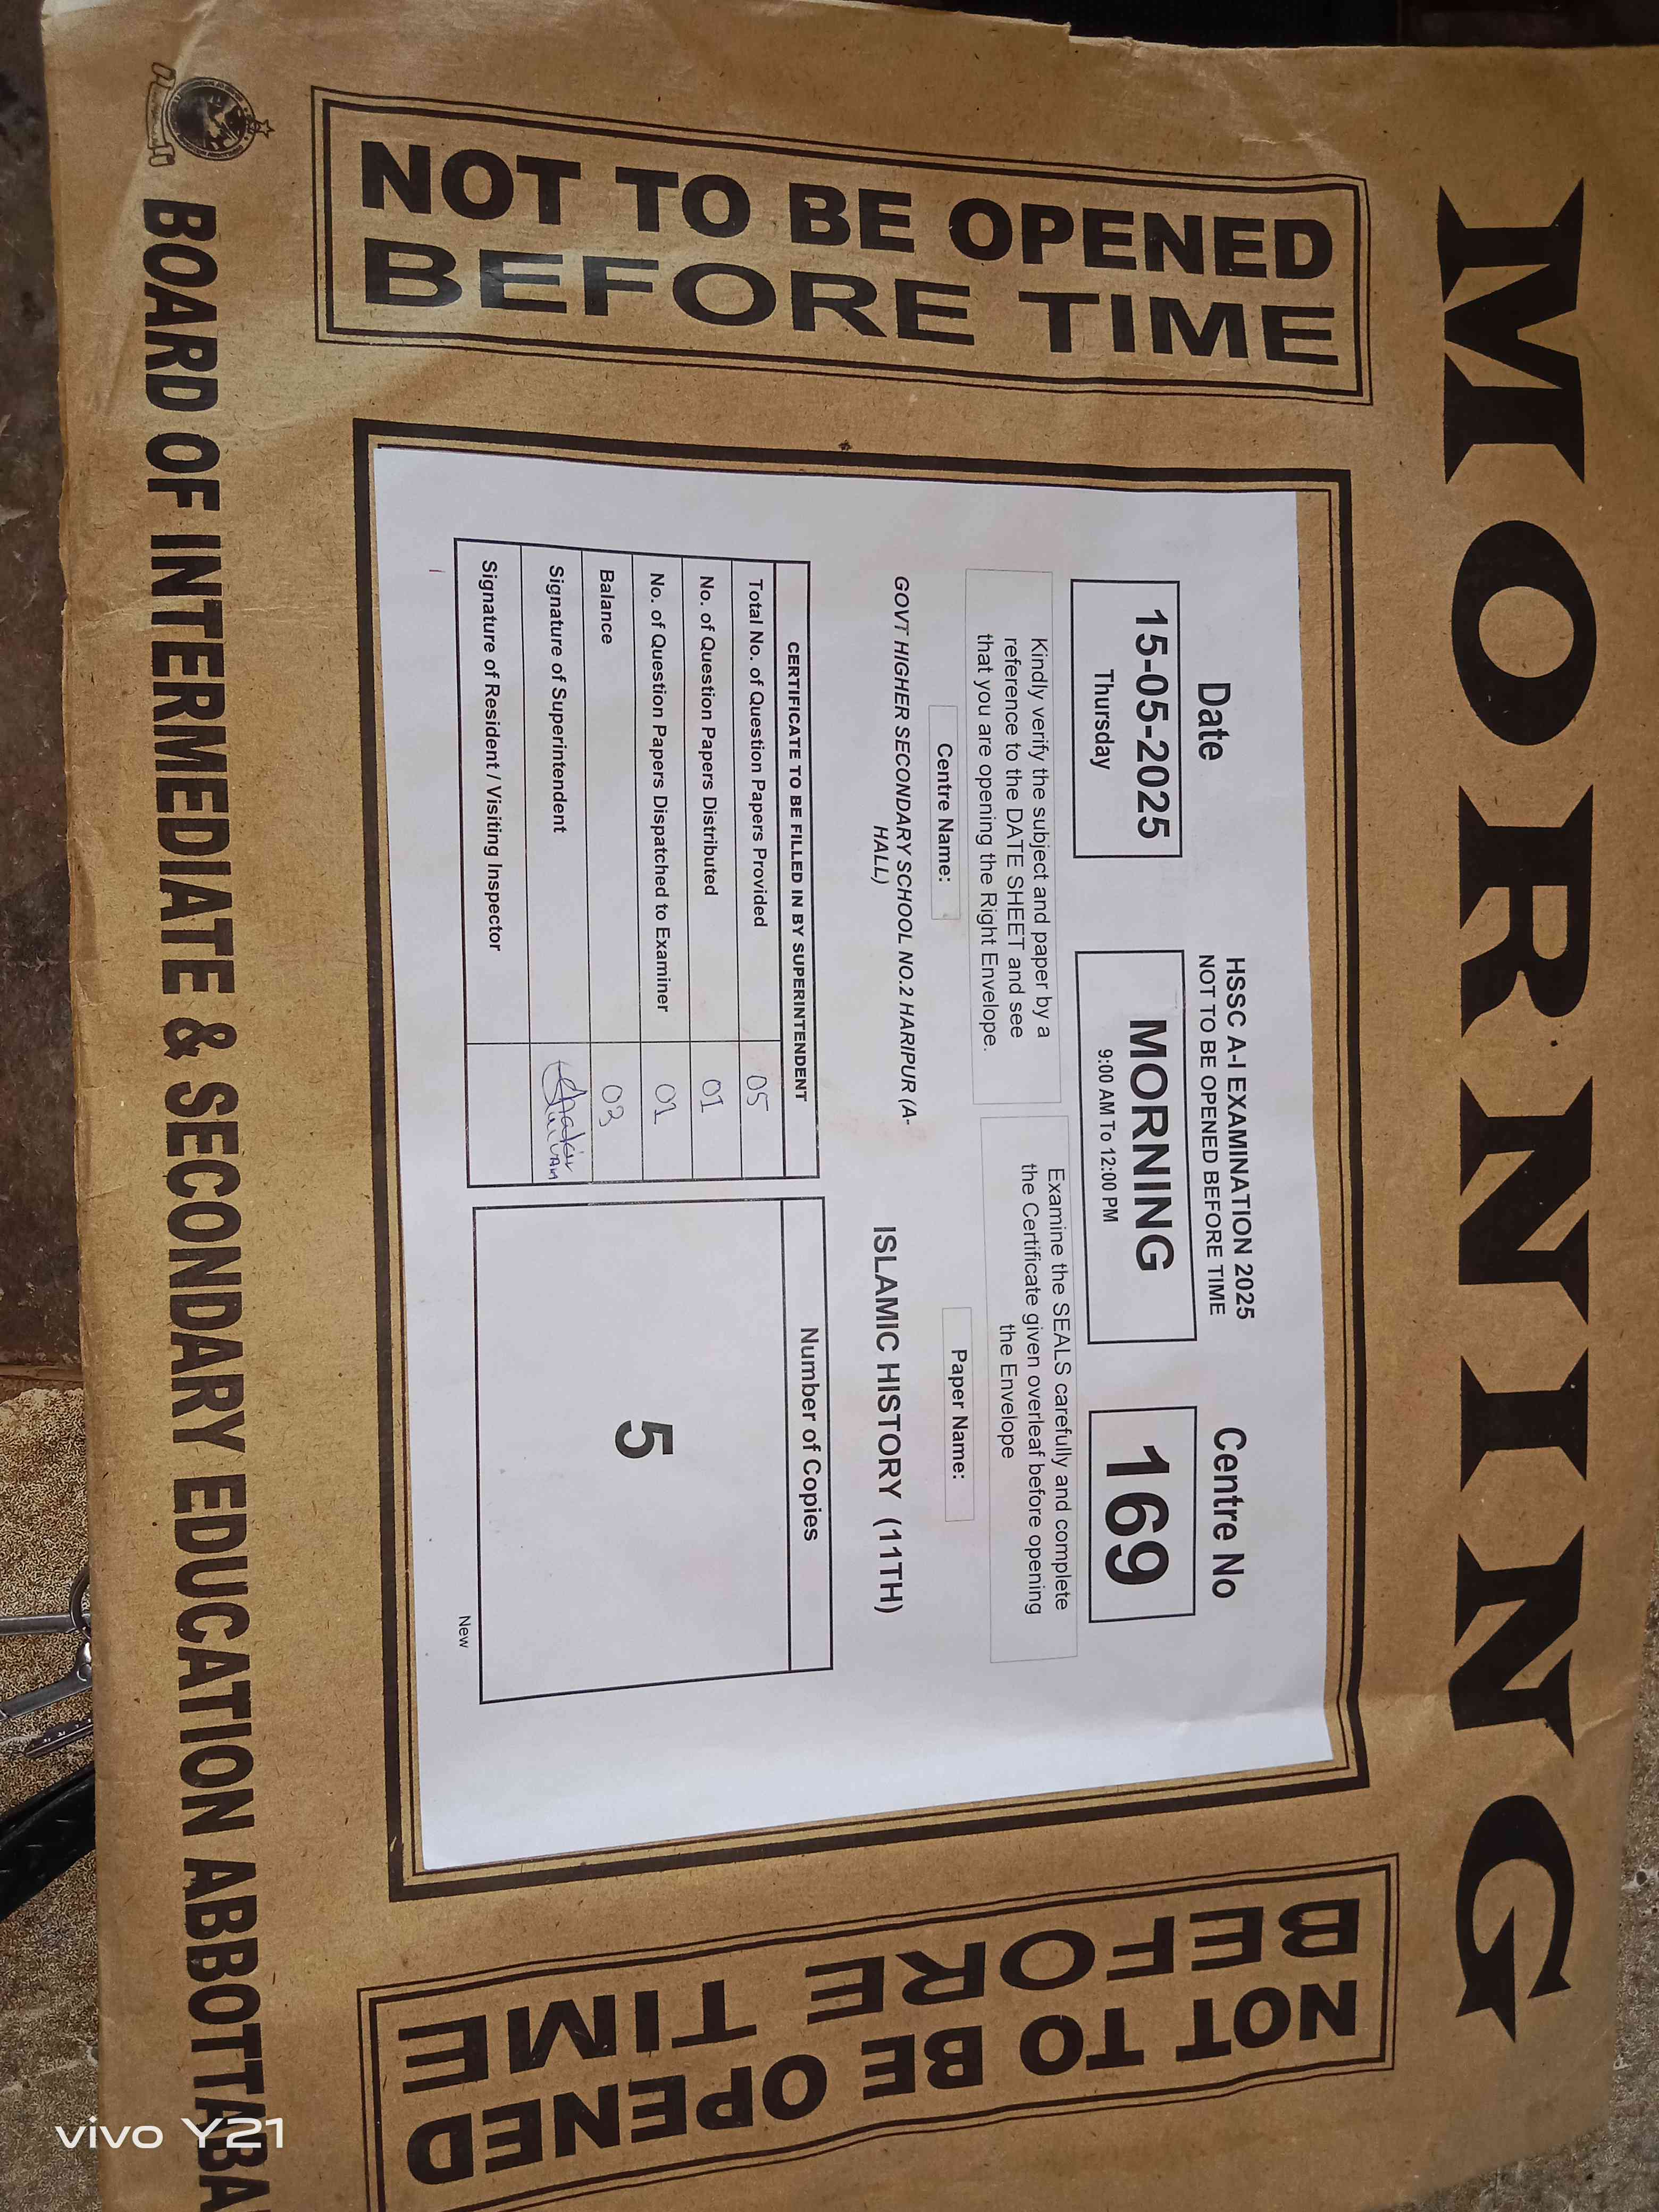 MORNING
NOT TO BE OPENED
BEFORE TIME
Date
15-05-2025
Thursday
HSSC A-I EXAMINATION 2025
NOT TO BE OPENED BEFORE TIME
MORNING
9:00 AM To 12:00 PM
Centre No
169
Kindly verify the subject and paper by a
reference to the DATE SHEET and see
that you are opening the Right Envelope.
Examine the SEALS carefully and complete
the Certificate given overleaf before opening
the Envelope
Centre Name:
GOVT HIGHER SECONDARY SCHOOL NO.2 HARIPUR (A-
HALL)
Paper Name:
ISLAMIC HISTORY (11TH)
CERTIFICATE TO BE FILLED IN BY SUPERINTENDENT
Total No. of Question Papers Provided 05
No. of Question Papers Distributed 01
No. of Question Papers Dispatched to Examiner 01
Balance 03
Signature of Superintendent
Signature of Resident / Visiting Inspector
Number of Copies
5
New
NOT TO BE OPENED
BEFORE TIME
BOARD OF INTERMEDIATE & SECONDARY EDUCATION ABBOTTABA
vivo Y21